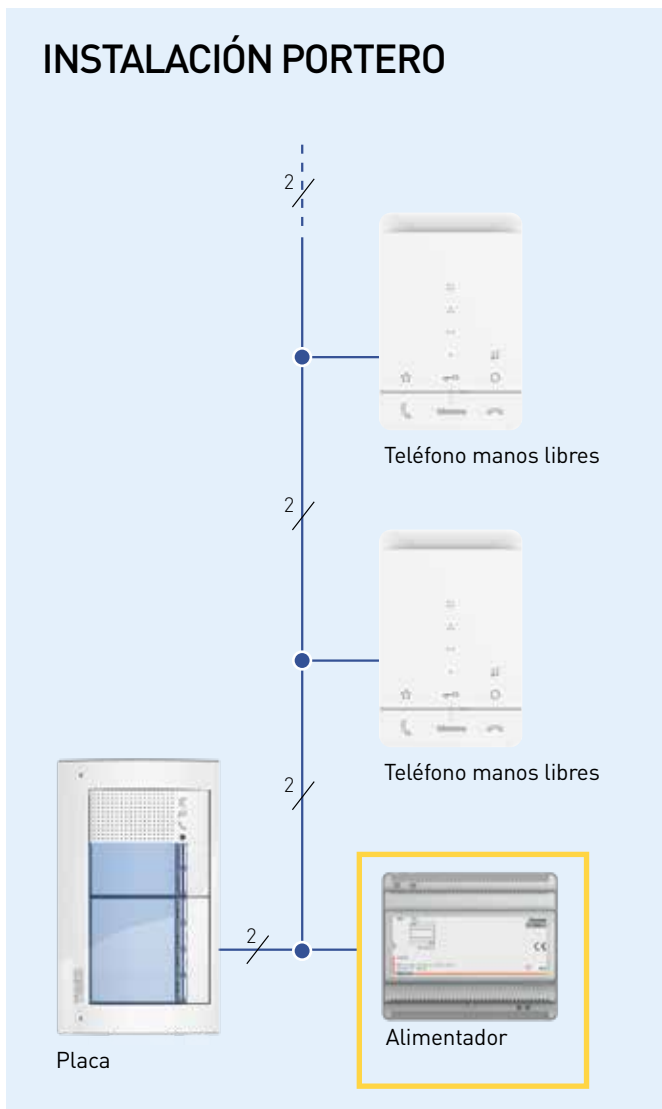 INSTALACIÓN PORTERO
2
Teléfono manos libres
2
Teléfono manos libres
2
2
Placa
Alimentador